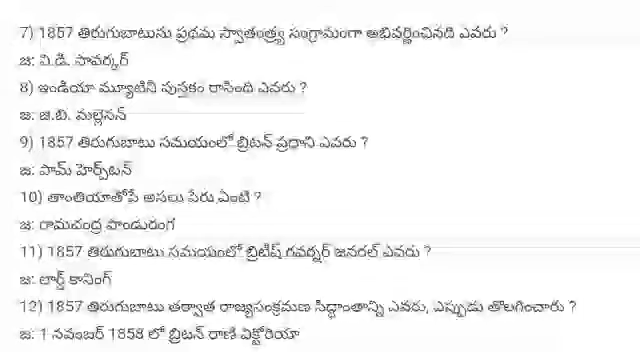 7) 1857 తిరుగుబాటును ప్రథమ స్వాతంత్ర్య సంగ్రామంగా అభివర్ణించినది ఎవరు ?
జ: వి.డి. సావర్కర్
8) ఇండియా మ్యూటిని పుస్తకం రాసింది ఎవరు ?
జ: జి.బి. మల్లెసన్
9) 1857 తిరుగుబాటు సమయంలో బ్రిటన్ ప్రధాని ఎవరు ?
జ: పామ్ హెర్స్‌టన్
10) తాంతియాతోపే అసలు పేరు ఏంటి ?
జ: రామచంద్ర పాండురంగ
11) 1857 తిరుగుబాటు సమయంలో బ్రిటీష్ గవర్నర్ జనరల్ ఎవరు ?
జ: లార్డ్ కానింగ్
12) 1857 తిరుగుబాటు తర్వాత రాజ్యసంక్రమణ సిద్ధాంతాన్ని ఎవరు, ఎప్పుడు తొలగించారు ?
జ: 1 నవంబర్ 1858 లో బ్రిటన్ రాణి విక్టోరియా